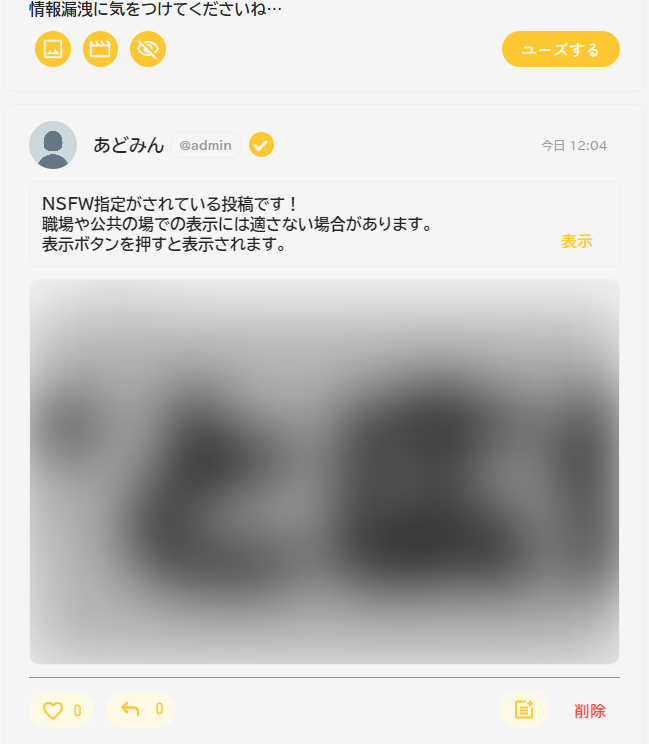 情報漏洩に気をつけてくださいね…
ユーズする
あどみん @admin 今日 12:04
NSFW指定がされている投稿です！
職場や公共の場での表示には適さない場合があります。
表示ボタンを押すと表示されます。
表示
0 0 削除